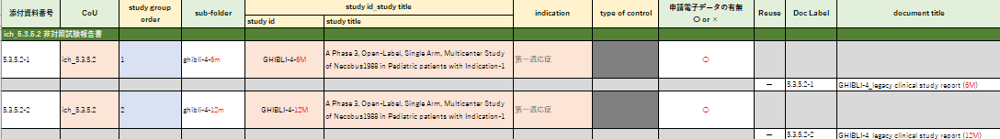 添付資料番号 CoU study group order sub-folder study id_study title indication type of control 申請電子データの有無 〇 or × Reuse Doc Label document title
study id study title
ich_5.3.5.2 非対照試験報告書
5.3.5.2-1 ich_5.3.5.2 1 ghibli-4-6m GHIBLI-4-6M A Phase 3, Open-Label, Single Arm, Multicenter Study of Necobus1988 in Pediatric patients with Indication-1 第一適応症 〇
― 5.3.5.2-1 GHIBLI-4_legacy clinical study report (6M)
5.3.5.2-2 ich_5.3.5.2 2 ghibli-4-12m GHIBLI-4-12M A Phase 3, Open-Label, Single Arm, Multicenter Study of Necobus1988 in Pediatric patients with Indication-1 第一適応症 〇
― 5.3.5.2-2 GHIBLI-4_legacy clinical study report (12M)